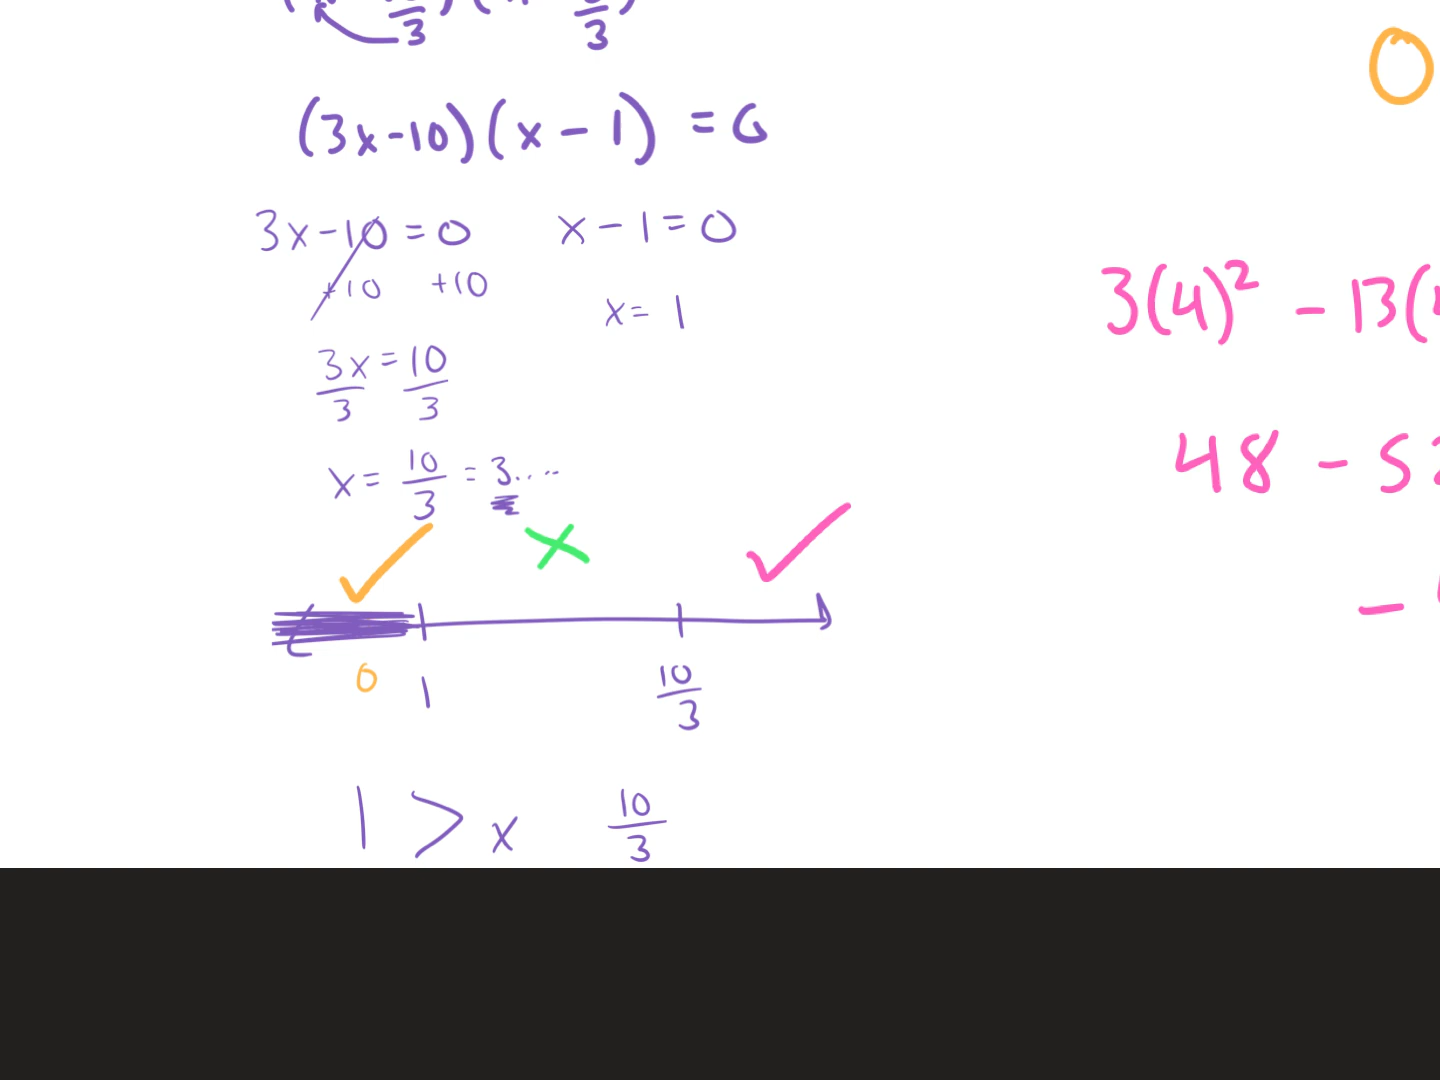 (3x-10)(x-1) = 0
3x-10 = 0 x-1 = 0
+10 +10
x = 1
3x = 10
3 3
x = 10/3 = 3....
0 1 10/3
1 > x 10/3
0
3(4)² - 13(
48 - 5
-